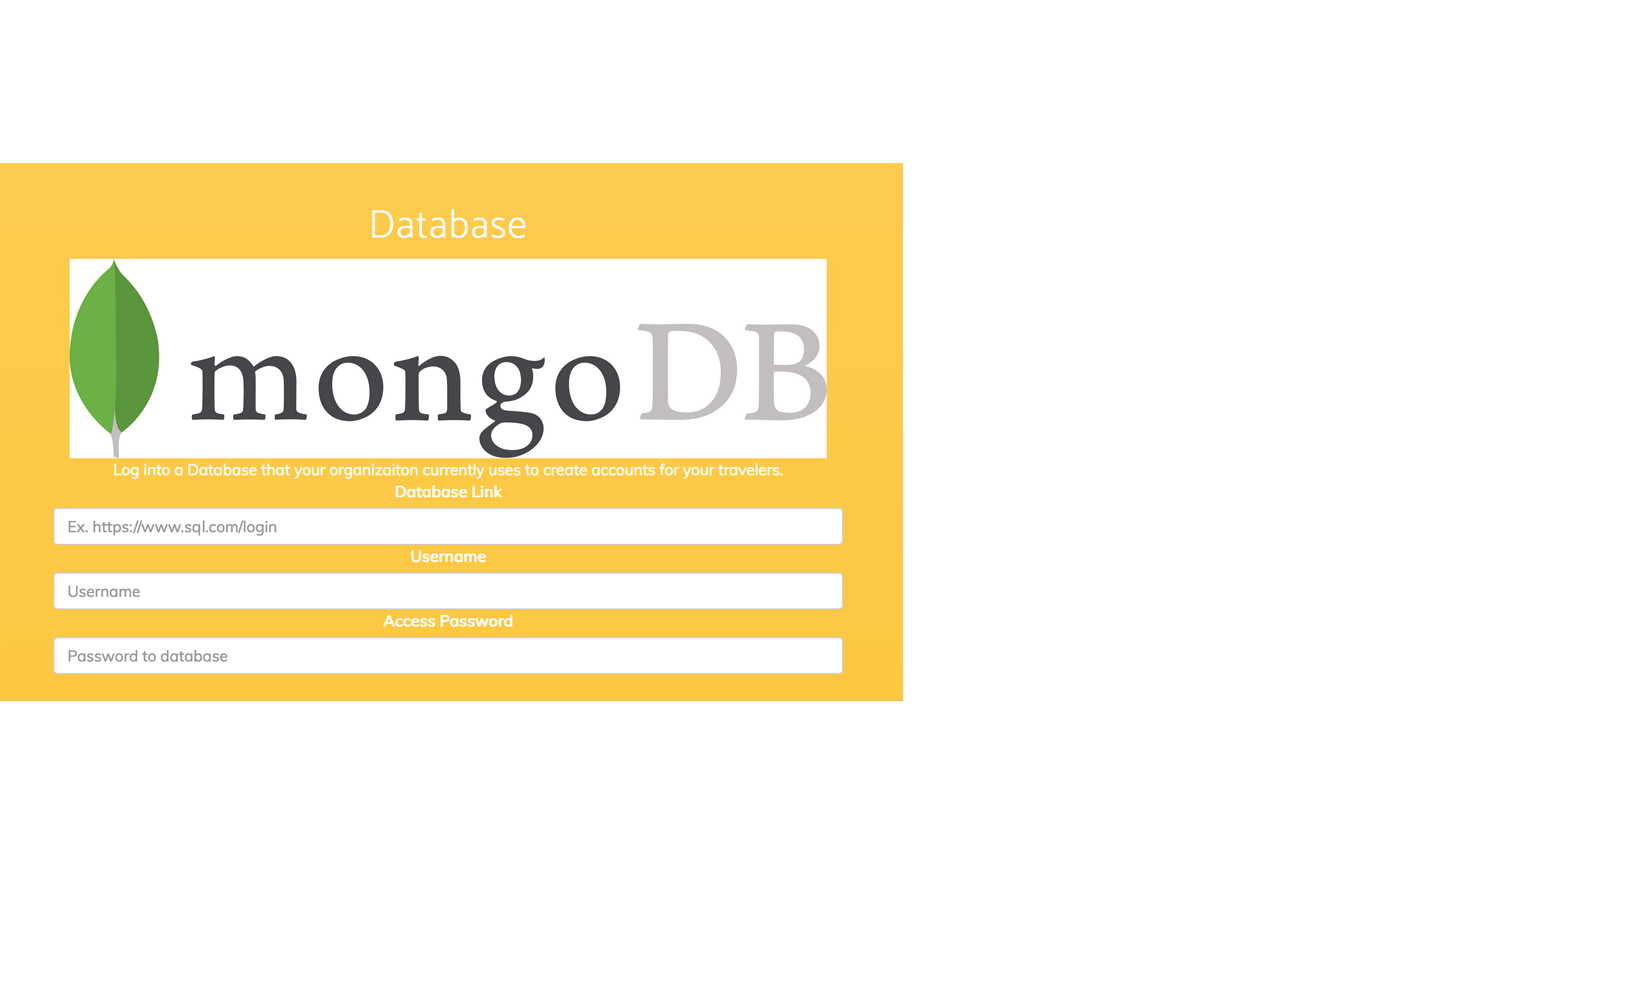 Database
mongoDB
Log into a Database that your organizaiton currently uses to create accounts for your travelers.
Database Link
Ex. https://www.sql.com/login
Username
Username
Access Password
Password to database